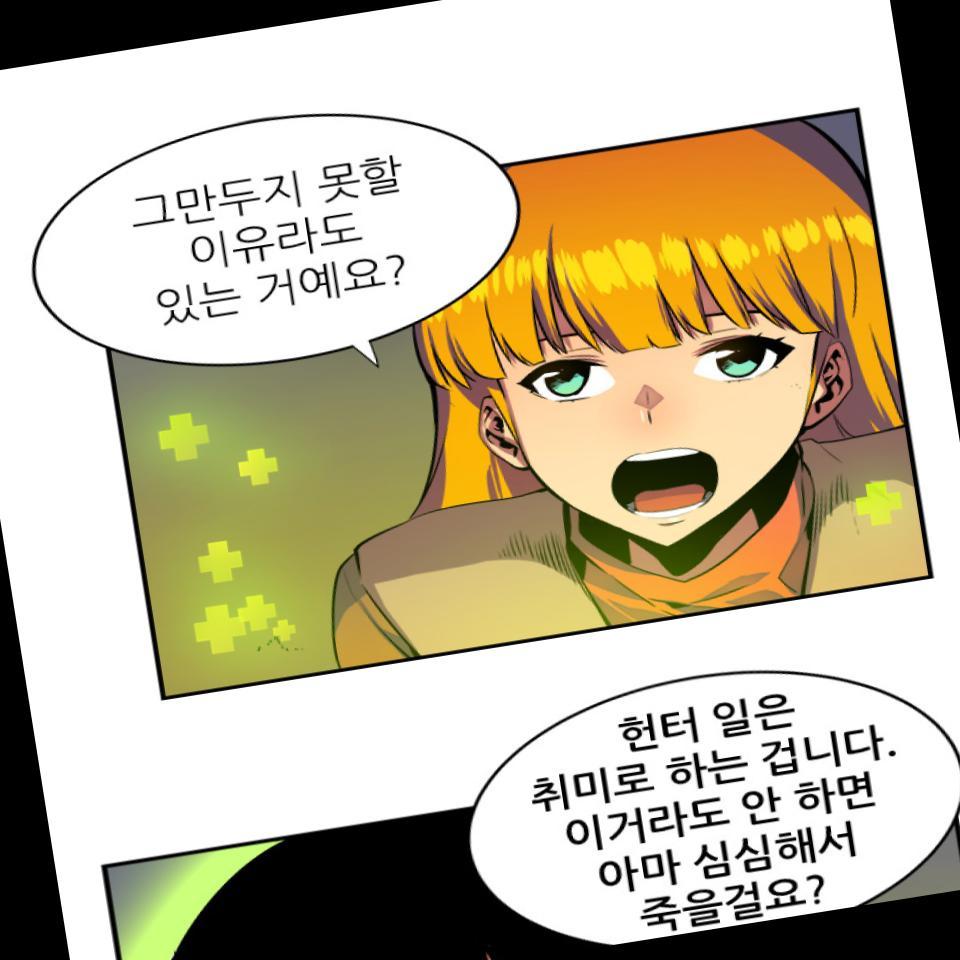 그만두지 못할
이유라도
있는 거예요?
헌터 일은
취미로 하는 겁니다.
이거라도 안 하면
아마 심심해서
죽을걸요?